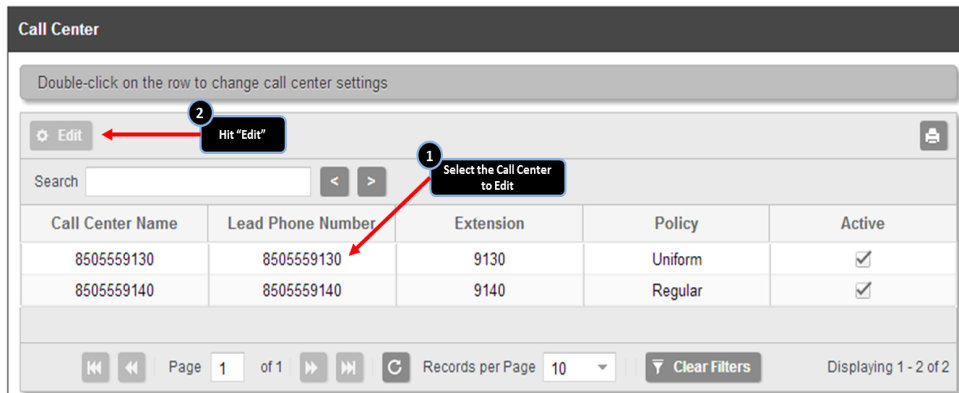 Call Center
Double-click on the row to change call center settings
2
Edit
Hit "Edit"
1
Select the Call Center
to Edit
Search < >
Call Center Name Lead Phone Number Extension Policy Active
8505559130 8505559130 9130 Uniform
8505559140 8505559140 9140 Regular
Page 1 of 1 Records per Page 10 Clear Filters Displaying 1 - 2 of 2